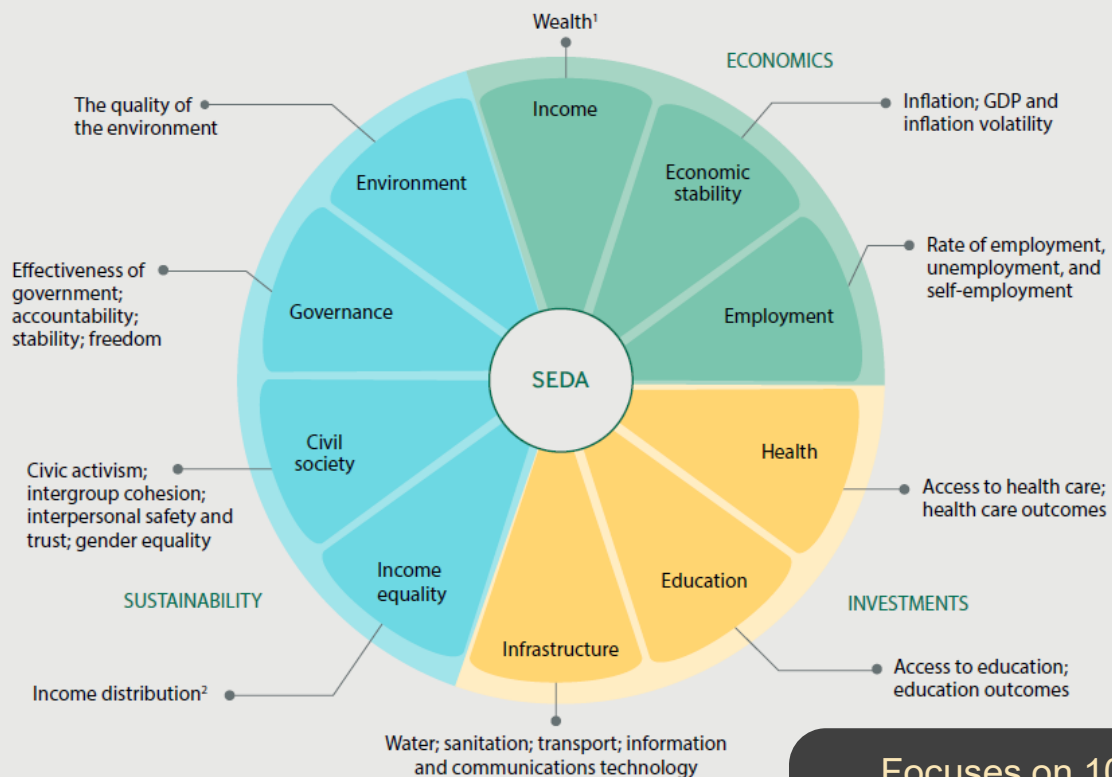 Wealth¹
ECONOMICS
The quality of
the environment
Income
Inflation; GDP and
inflation volatility
Environment
Economic
stability
Effectiveness of
government;
accountability;
stability; freedom
Governance
Employment
Rate of employment,
unemployment, and
self-employment
SEDA
Civil
society
Health
Civic activism;
intergroup cohesion;
interpersonal safety and
trust; gender equality
Access to health care;
health care outcomes
Income
equality
Education
SUSTAINABILITY
INVESTMENTS
Infrastructure
Income distribution²
Access to education;
education outcomes
Water; sanitation; transport; information
and communications technology
Focuses on 10